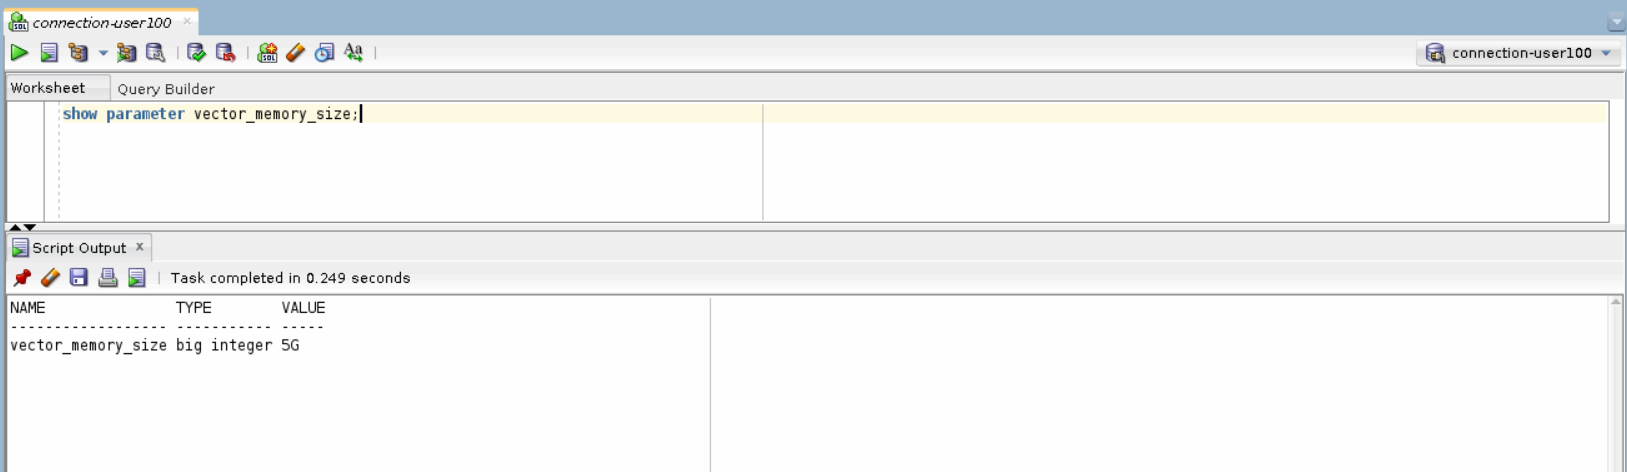 connection-user100
connection-user100
Worksheet Query Builder
show parameter vector_memory_size;
Script Output x
Task completed in 0.249 seconds
NAME TYPE VALUE
------------------ ----------- -----
vector_memory_size big integer 5G